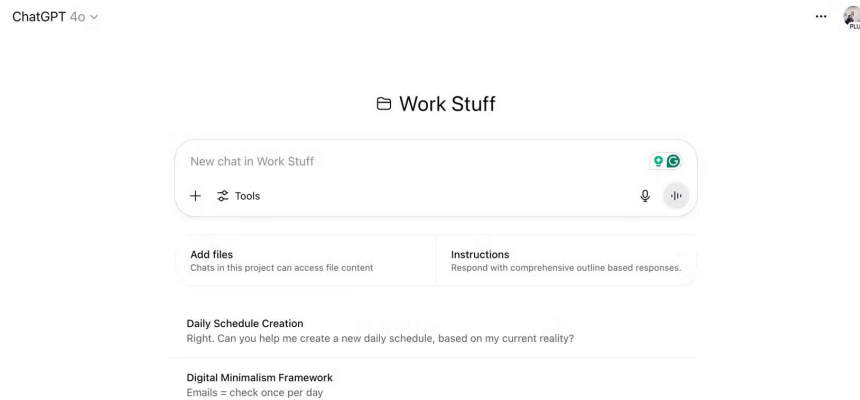 ChatGPT 4o
PLU
Work Stuff
New chat in Work Stuff
Tools
Add files
Chats in this project can access file content
Instructions
Respond with comprehensive outline based responses.
Daily Schedule Creation
Right. Can you help me create a new daily schedule, based on my current reality?
Digital Minimalism Framework
Emails = check once per day